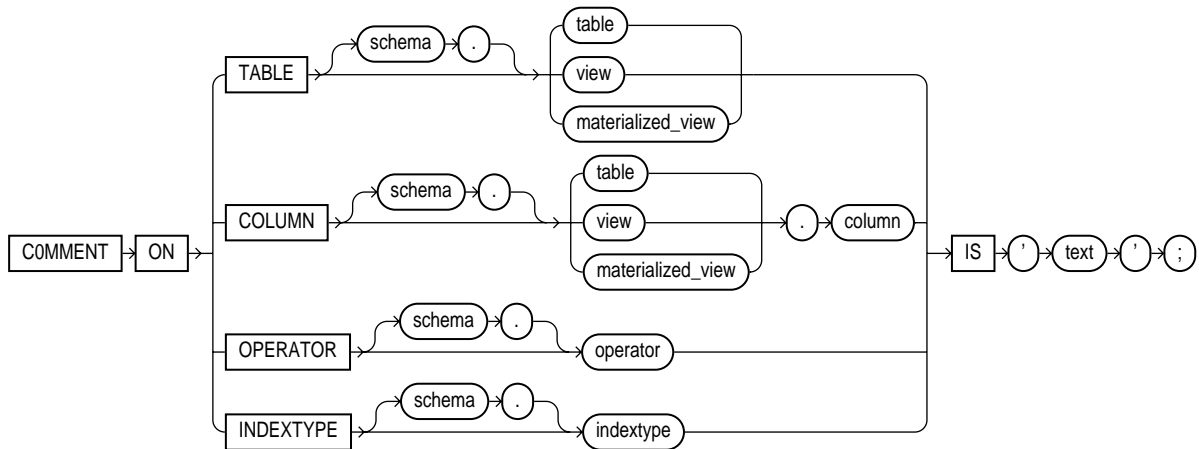 schema . table
TABLE view
materialized_view
schema . table
COLUMN view . column
C0MMENT ON materialized_view IS ' text ' ;
schema .
OPERATOR operator
schema .
INDEXTYPE indextype